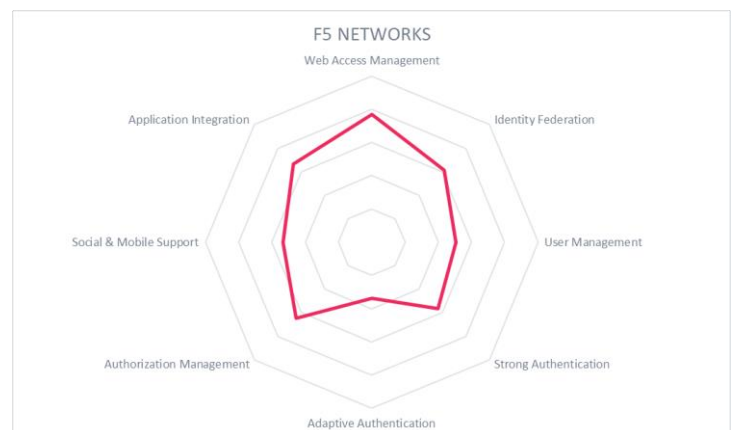 F5 NETWORKS
Web Access Management
Application Integration
Identity Federation
Social & Mobile Support
User Management
Authorization Management
Strong Authentication
Adaptive Authentication